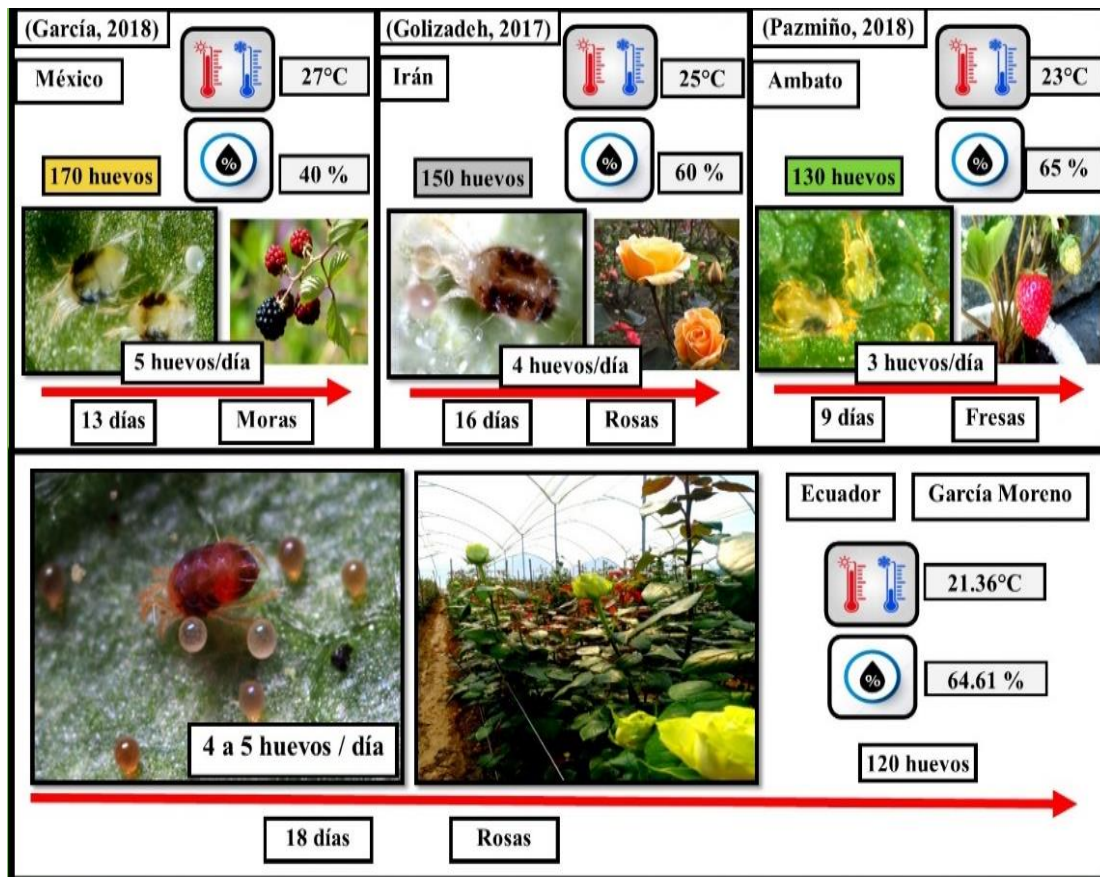 (García, 2018)
México
27°C
170 huevos
40 %
5 huevos/día
13 días
Moras
(Golizadeh, 2017)
Irán
25°C
150 huevos
60 %
4 huevos/día
16 días
Rosas
(Pazmiño, 2018)
Ambato
23°C
130 huevos
65 %
3 huevos/día
9 días
Fresas
4 a 5 huevos / día
Ecuador
García Moreno
21.36°C
64.61 %
120 huevos
18 días
Rosas
%
%
%
%